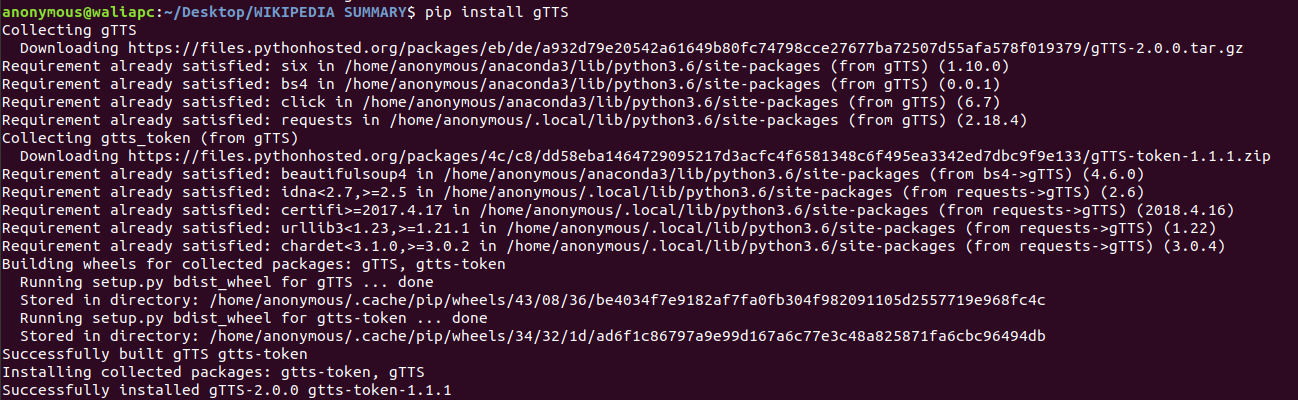 anonymous@waliapc:~/Desktop/WIKIPEDIA SUMMARY$ pip install gTTS
Collecting gTTS
  Downloading https://files.pythonhosted.org/packages/eb/de/a932d79e20542a61649b80fc74798cce27677ba72507d55afa578f019379/gTTS-2.0.0.tar.gz
Requirement already satisfied: six in /home/anonymous/anaconda3/lib/python3.6/site-packages (from gTTS) (1.10.0)
Requirement already satisfied: bs4 in /home/anonymous/anaconda3/lib/python3.6/site-packages (from gTTS) (0.0.1)
Requirement already satisfied: click in /home/anonymous/anaconda3/lib/python3.6/site-packages (from gTTS) (6.7)
Requirement already satisfied: requests in /home/anonymous/.local/lib/python3.6/site-packages (from gTTS) (2.18.4)
Collecting gtts_token (from gTTS)
  Downloading https://files.pythonhosted.org/packages/4c/c8/dd58eba1464729095217d3acfc4f6581348c6f495ea3342ed7dbc9f9e133/gTTS-token-1.1.1.zip
Requirement already satisfied: beautifulsoup4 in /home/anonymous/anaconda3/lib/python3.6/site-packages (from bs4->gTTS) (4.6.0)
Requirement already satisfied: idna<2.7,>=2.5 in /home/anonymous/.local/lib/python3.6/site-packages (from requests->gTTS) (2.6)
Requirement already satisfied: certifi>=2017.4.17 in /home/anonymous/.local/lib/python3.6/site-packages (from requests->gTTS) (2018.4.16)
Requirement already satisfied: urllib3<1.23,>=1.21.1 in /home/anonymous/.local/lib/python3.6/site-packages (from requests->gTTS) (1.22)
Requirement already satisfied: chardet<3.1.0,>=3.0.2 in /home/anonymous/.local/lib/python3.6/site-packages (from requests->gTTS) (3.0.4)
Building wheels for collected packages: gTTS, gtts-token
  Running setup.py bdist_wheel for gTTS ... done
  Stored in directory: /home/anonymous/.cache/pip/wheels/43/08/36/be4034f7e9182af7fa0fb304f982091105d2557719e968fc4c
  Running setup.py bdist_wheel for gtts-token ... done
  Stored in directory: /home/anonymous/.cache/pip/wheels/34/32/1d/ad6f1c86797a9e99d167a6c77e3c48a825871fa6cbc96494db
Successfully built gTTS gtts-token
Installing collected packages: gtts-token, gTTS
Successfully installed gTTS-2.0.0 gtts-token-1.1.1